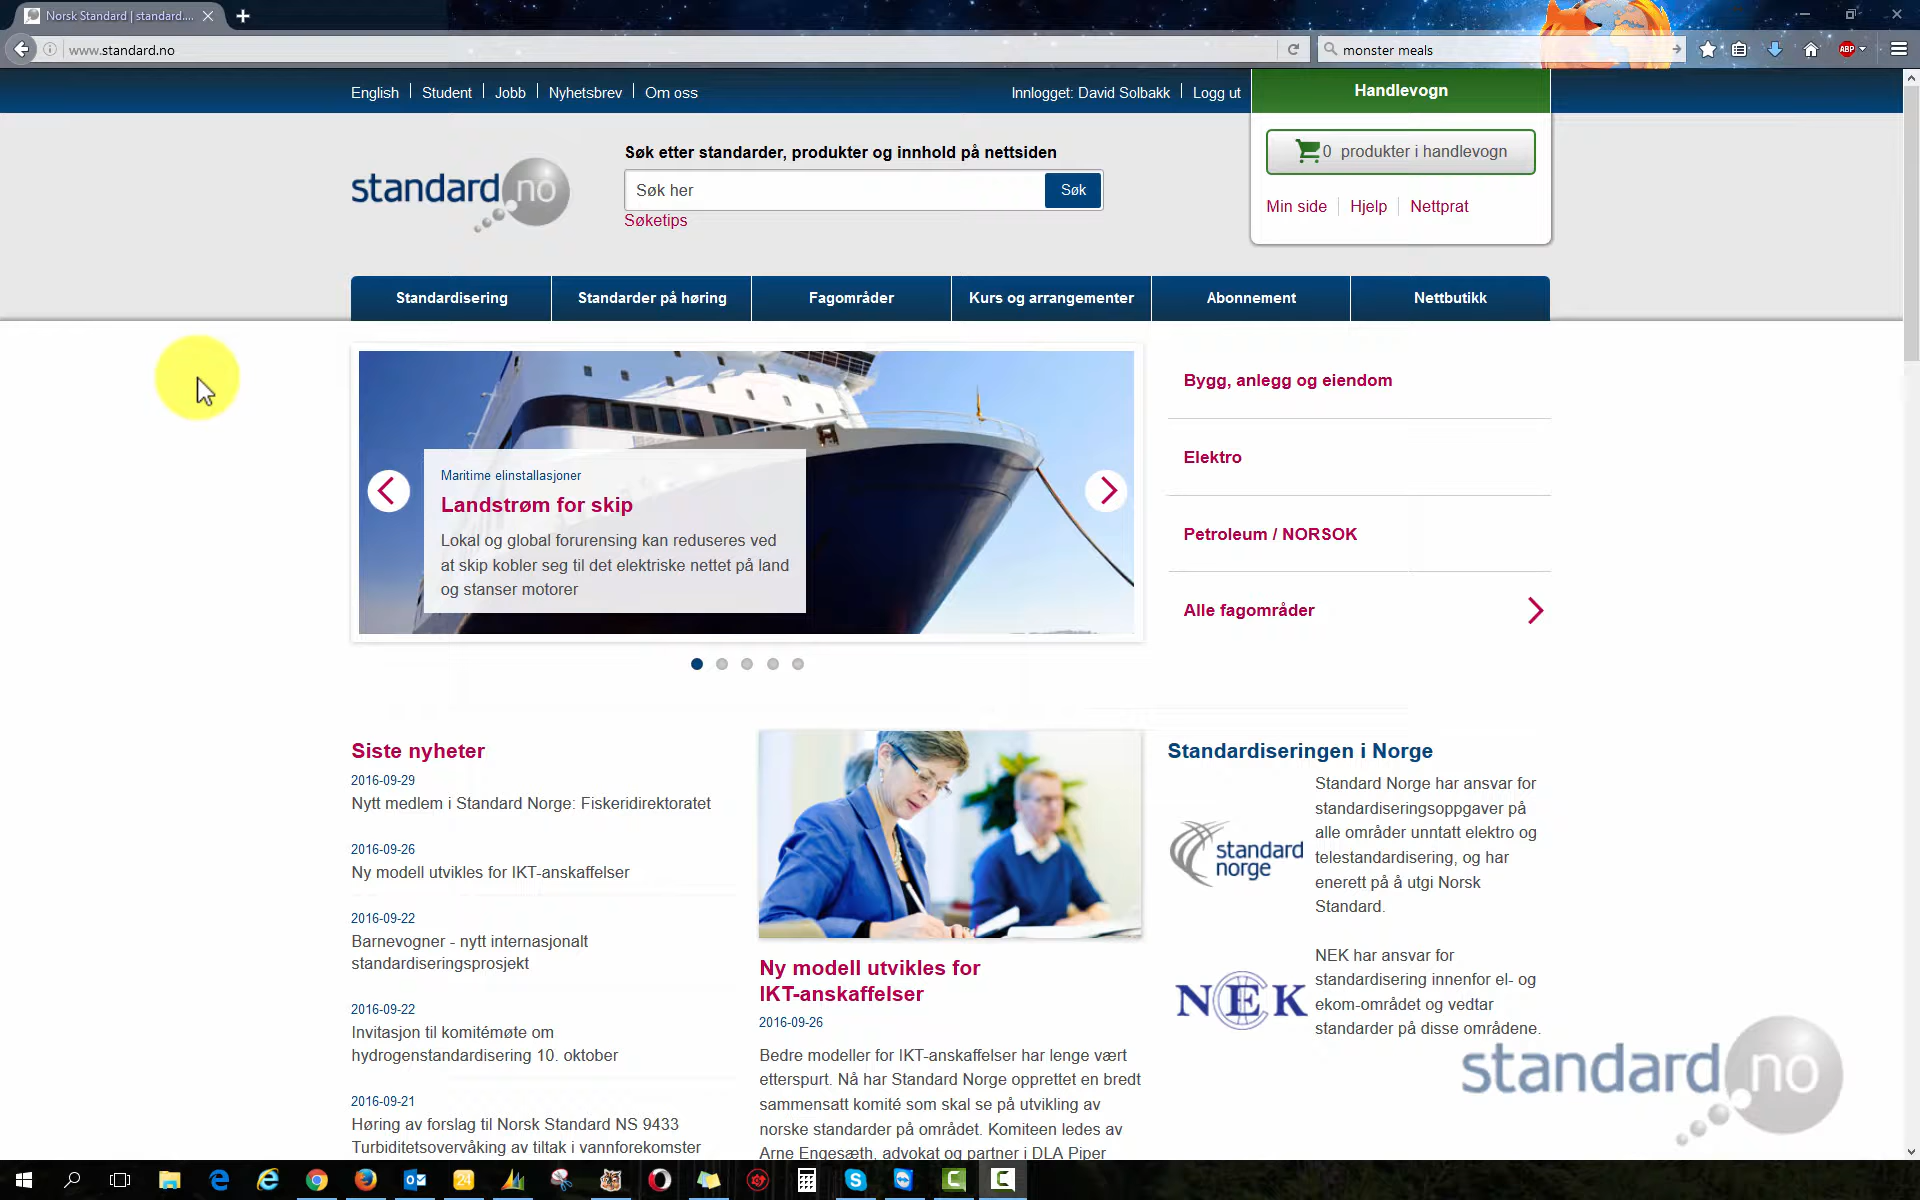 Norsk Standard | standard....
www.standard.no
monster meals
ABP
English
Student
Jobb
Nyhetsbrev
Om oss
Innlogget: David Solbakk
Logg ut
Handlevogn
0 produkter i handlevogn
Min side
Hjelp
Nettprat
standard no
Søk etter standarder, produkter og innhold på nettsiden
Søk her
Søk
Søketips
Standardisering
Standarder på høring
Fagområder
Kurs og arrangementer
Abonnement
Nettbutikk
Maritime elinstallasjoner
Landstrøm for skip
Lokal og global forurensing kan reduseres ved
at skip kobler seg til det elektriske nettet på land
og stanser motorer
Bygg, anlegg og eiendom
Elektro
Petroleum / NORSOK
Alle fagområder
Siste nyheter
2016-09-29
Nytt medlem i Standard Norge: Fiskeridirektoratet
2016-09-26
Ny modell utvikles for IKT-anskaffelser
2016-09-22
Barnevogner - nytt internasjonalt
standardiseringsprosjekt
2016-09-22
Invitasjon til komitémøte om
hydrogenstandardisering 10. oktober
2016-09-21
Høring av forslag til Norsk Standard NS 9433
Turbiditetsovervåking av tiltak i vannforekomster
Ny modell utvikles for
IKT-anskaffelser
2016-09-26
Bedre modeller for IKT-anskaffelser har lenge vært
etterspurt. Nå har Standard Norge opprettet en bredt
sammensatt komité som skal se på utvikling av
norske standarder på området. Komiteen ledes av
Arne Engesæth, advokat og partner i DLA Piper
Standardiseringen i Norge
standard
norge
Standard Norge har ansvar for
standardiseringsoppgaver på
alle områder unntatt elektro og
telestandardisering, og har
enerett på å utgi Norsk
Standard.
NEK
NEK har ansvar for
standardisering innenfor el- og
ekom-området og vedtar
standarder på disse områdene.
standard no
24